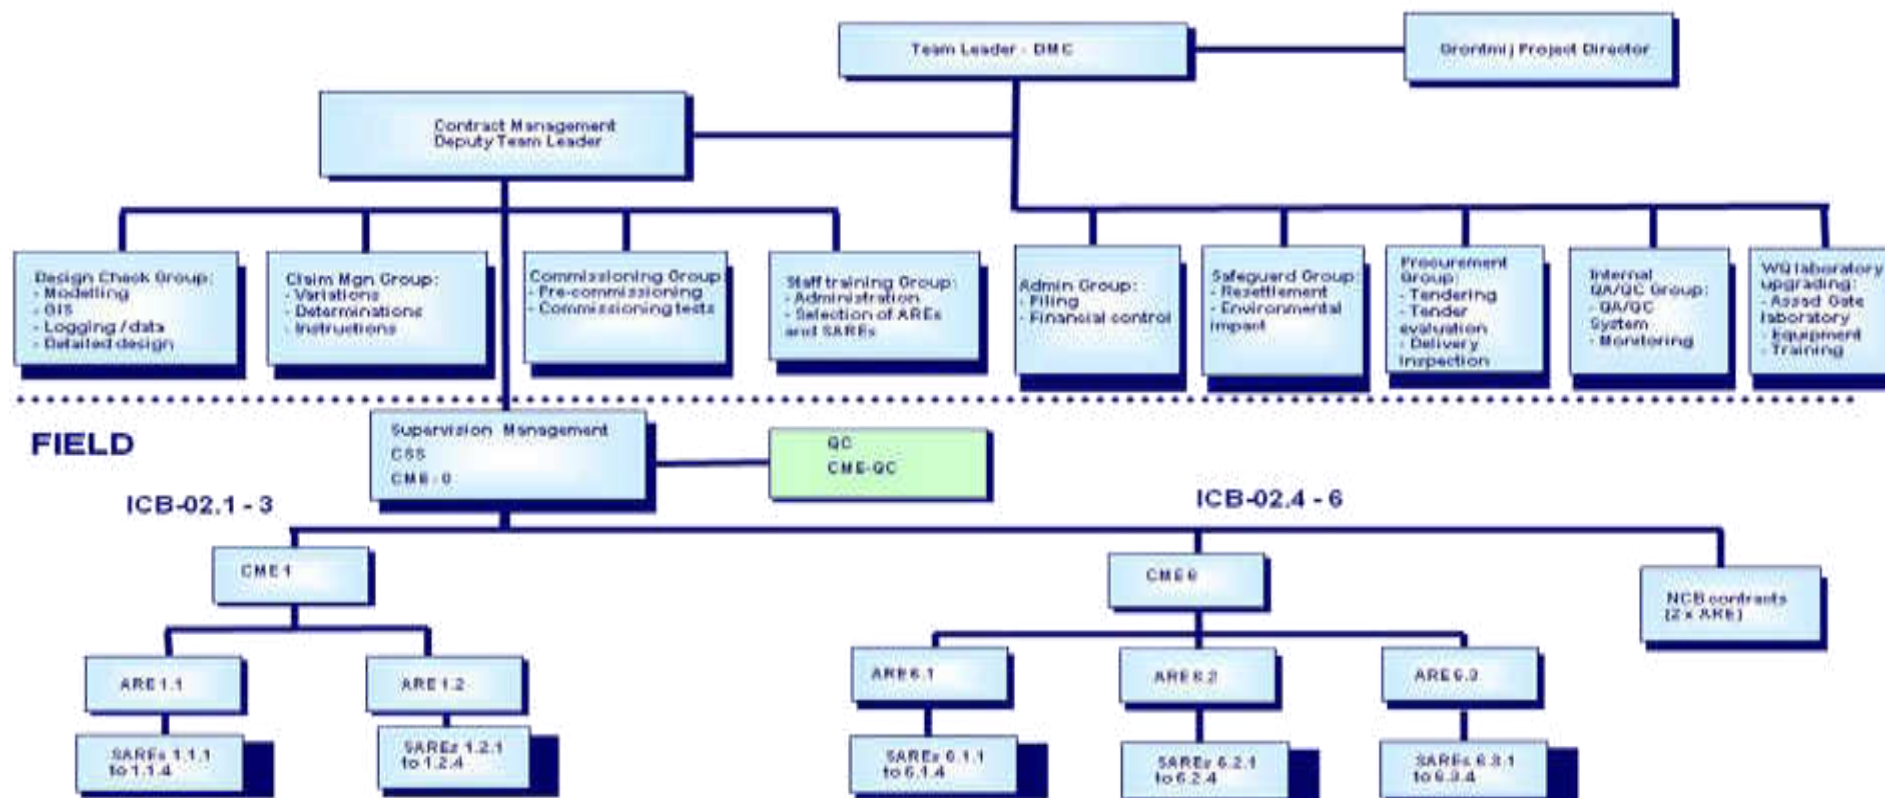 Team Leader - DMC
Grontmij Project Director
Contract Management
Deputy Team Leader
Design Check Group:
- Modelling
- GIS
- Logging / data
- Detailed design
Claim Mgn Group:
- Variations
- Determinations
- Instructions
Commissioning Group:
- Pre-commissioning
- Commissioning tests
Staff training Group:
- Administration
- Selection of AREs
and SAREs
Admin Group:
- Filing
- Financial control
Safeguard Group:
- Resettlement
- Environmental
impact
Procurement
Group:
- Tendering
- Tender
evaluation
- Delivery
inspection
Internal
QA/QC Group:
- QA/QC
System
- Monitoring
WQ laboratory
upgrading:
- Assad Gate
laboratory
- Equipment
- Training
FIELD
Supervision Management
CSS
CME - 0
QC
CME-QC
ICB-02.1 - 3
ICB-02.4 - 6
CME 1
CME 6
NCB contracts
(2 x ARE)
ARE 1.1
ARE 1.2
ARE 6.1
ARE 6.2
ARE 6.3
SAREs 1.1.1
to 1.1.4
SAREs 1.2.1
to 1.2.4
SAREs 6.1.1
to 6.1.4
SAREs 6.2.1
to 6.2.4
SAREs 6.3.1
to 6.3.4